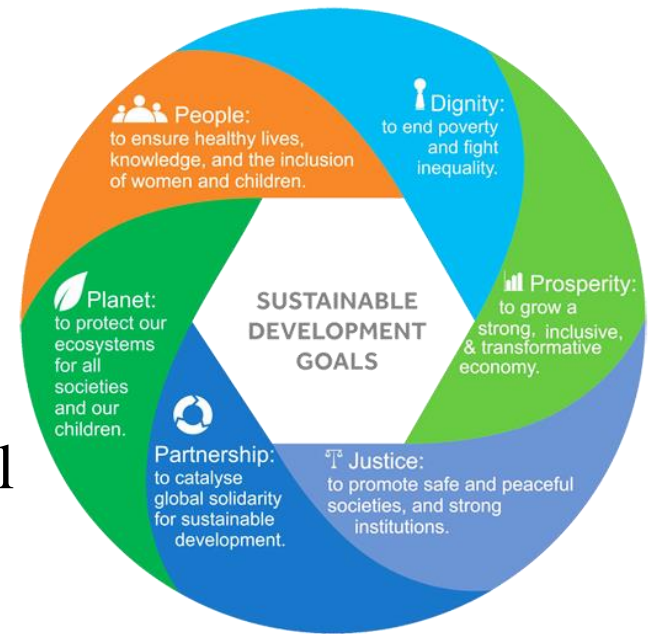 People:
to ensure healthy lives,
knowledge, and the inclusion
of women and children.
Dignity:
to end poverty
and fight
inequality.
Prosperity:
to grow a
strong, inclusive,
& transformative
economy.
Justice:
to promote safe and peaceful
societies, and strong
institutions.
Partnership:
to catalyse
global solidarity
for sustainable
development.
Planet:
to protect our
ecosystems
for all
societies
and our
children.
SUSTAINABLE
DEVELOPMENT
GOALS
l